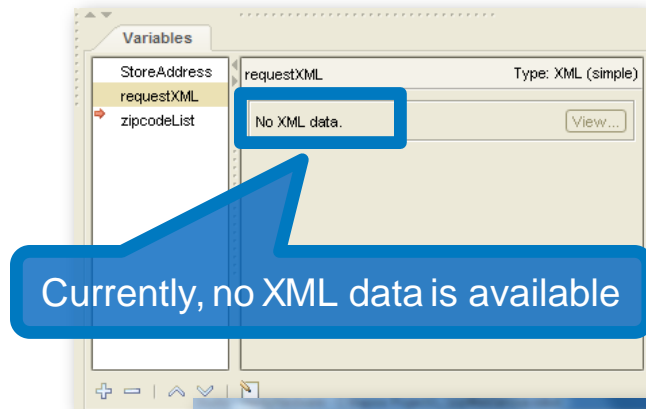 Variables
StoreAddress
requestXML
zipcodeList
requestXML Type: XML (simple)
No XML data. View...
Currently, no XML data is available